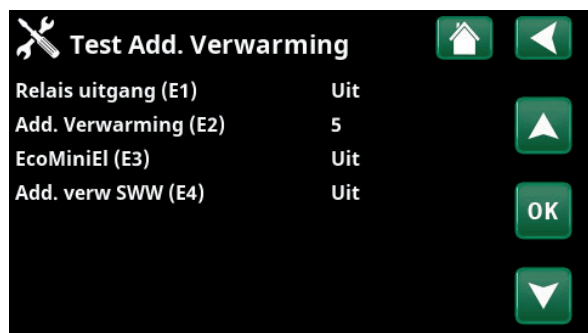 Test Add. Verwarming
Relais uitgang (E1) Uit
Add. Verwarming (E2) 5
EcoMiniEl (E3) Uit
Add. verw SWW (E4) Uit
OK